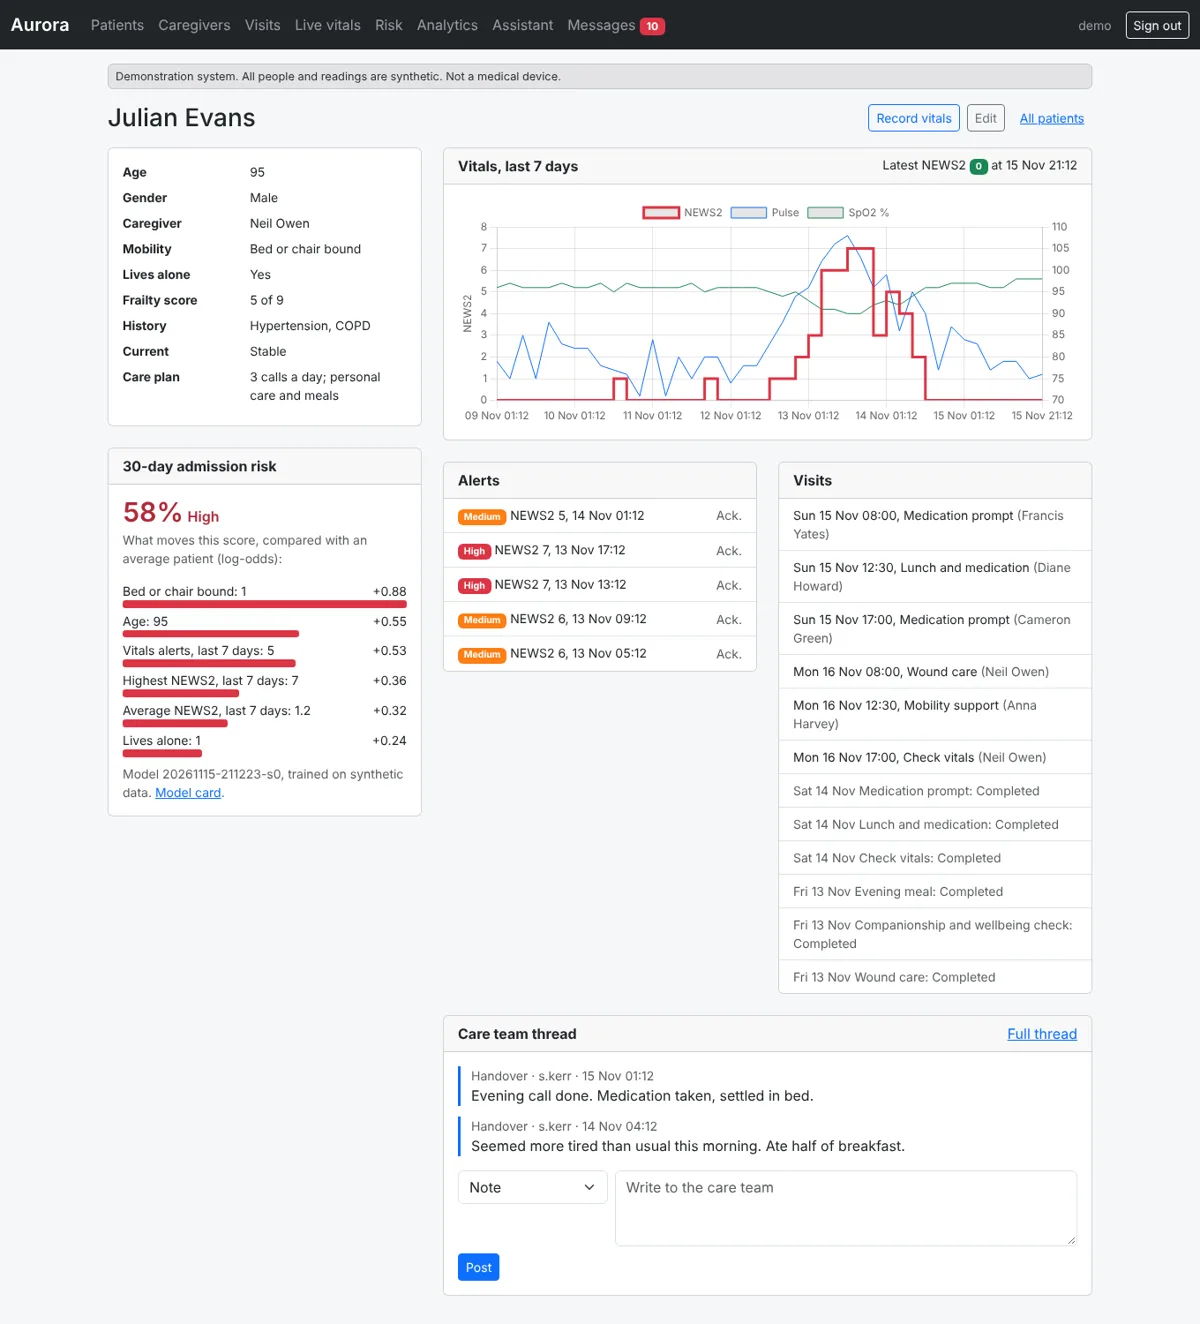 Aurora Patients Caregivers Visits Live vitals Risk Analytics Assistant Messages 10 demo Sign out
Demonstration system. All people and readings are synthetic. Not a medical device.
Julian Evans
Record vitals Edit All patients
Age 95
Gender Male
Caregiver Neil Owen
Mobility Bed or chair bound
Lives alone Yes
Frailty score 5 of 9
History Hypertension, COPD
Current Stable
Care plan 3 calls a day; personal
care and meals
30-day admission risk
58% High
What moves this score, compared with an
average patient (log-odds):
Bed or chair bound: 1 +0.88
Age: 95 +0.55
Vitals alerts, last 7 days: 5 +0.53
Highest NEWS2, last 7 days: 7 +0.36
Average NEWS2, last 7 days: 1.2 +0.32
Lives alone: 1 +0.24
Model 20261115-211223-s0, trained on synthetic
data. Model card.
Vitals, last 7 days Latest NEWS2 0 at 15 Nov 21:12
NEWS2 Pulse SpO2 %
8 110
7 105
6 100
5 95
4 90
3 85
2 80
1 75
0 70
NEWS2
09 Nov 01:12 10 Nov 01:12 11 Nov 01:12 12 Nov 01:12 13 Nov 01:12 14 Nov 01:12 15 Nov 01:12 15 Nov 21:12
Alerts
Medium NEWS2 5, 14 Nov 01:12 Ack.
High NEWS2 7, 13 Nov 17:12 Ack.
High NEWS2 7, 13 Nov 13:12 Ack.
Medium NEWS2 6, 13 Nov 09:12 Ack.
Medium NEWS2 6, 13 Nov 05:12 Ack.
Visits
Sun 15 Nov 08:00, Medication prompt (Francis
Yates)
Sun 15 Nov 12:30, Lunch and medication (Diane
Howard)
Sun 15 Nov 17:00, Medication prompt (Cameron
Green)
Mon 16 Nov 08:00, Wound care (Neil Owen)
Mon 16 Nov 12:30, Mobility support (Anna
Harvey)
Mon 16 Nov 17:00, Check vitals (Neil Owen)
Sat 14 Nov Medication prompt: Completed
Sat 14 Nov Lunch and medication: Completed
Sat 14 Nov Check vitals: Completed
Fri 13 Nov Evening meal: Completed
Fri 13 Nov Companionship and wellbeing check:
Completed
Fri 13 Nov Wound care: Completed
Care team thread Full thread
Handover · s.kerr · 15 Nov 01:12
Evening call done. Medication taken, settled in bed.
Handover · s.kerr · 14 Nov 04:12
Seemed more tired than usual this morning. Ate half of breakfast.
Note Write to the care team
Post